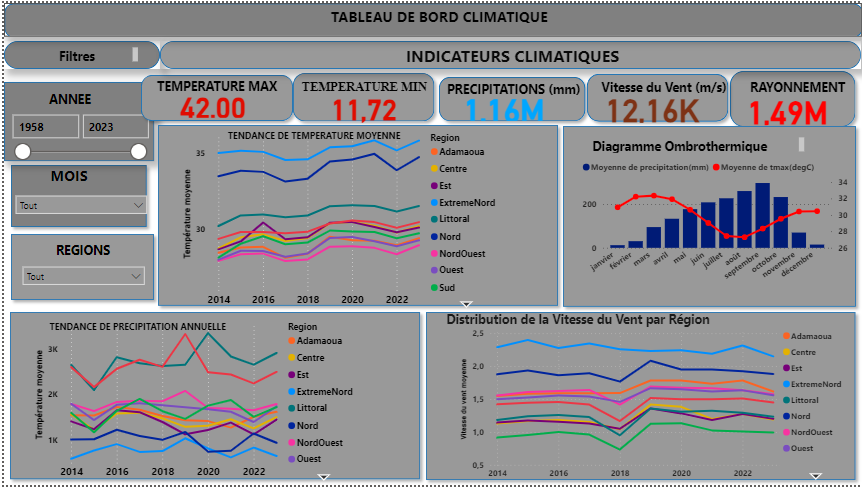 TABLEAU DE BORD CLIMATIQUE
Filtres
INDICATEURS CLIMATIQUES
ANNEE
1958
2023
MOIS
Tout
REGIONS
Tout
TEMPERATURE MAX
42.00
TEMPERATURE MIN
11,72
PRECIPITATIONS (mm)
1.16M
Vitesse du Vent (m/s)
12.16K
RAYONNEMENT
1.49M
TENDANCE DE TEMPERATURE MOYENNE
Température moyenne
35
30
2014
2016
2018
2020
2022
Region
Adamaoua
Centre
Est
ExtremeNord
Littoral
Nord
NordOuest
Ouest
Sud
Diagramme Ombrothermique
Moyenne de precipitation(mm)
Moyenne de tmax(degC)
200
0
34
32
30
28
26
janvier
février
mars
avril
mai
juin
juillet
août
septembre
octobre
novembre
décembre
TENDANCE DE PRECIPITATION ANNUELLE
Température moyenne
3K
2K
1K
2014
2016
2018
2020
2022
Region
Adamaoua
Centre
Est
ExtremeNord
Littoral
Nord
NordOuest
Ouest
Distribution de la Vitesse du Vent par Région
Vitesse du vent moyenne
2,5
2,0
1,5
1,0
0,5
2014
2016
2018
2020
2022
Adamaoua
Centre
Est
ExtremeNord
Littoral
Nord
NordOuest
Ouest